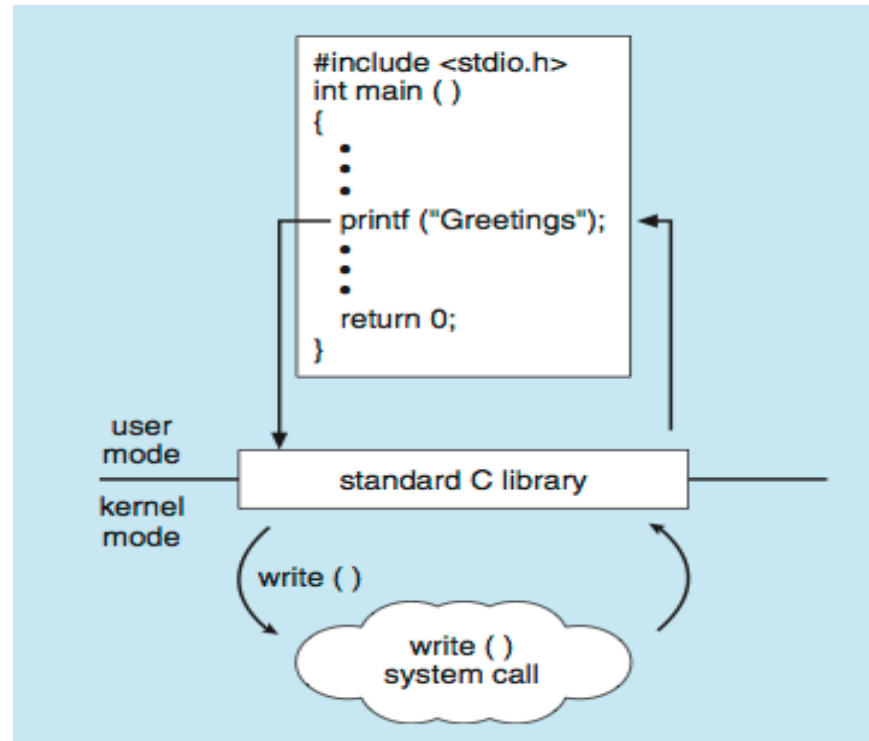 #include <stdio.h>
int main ( )
{
•
•
•
printf ("Greetings");
•
•
•
return 0;
}
user
mode
standard C library
kernel
mode
write ( )
write ( )
system call